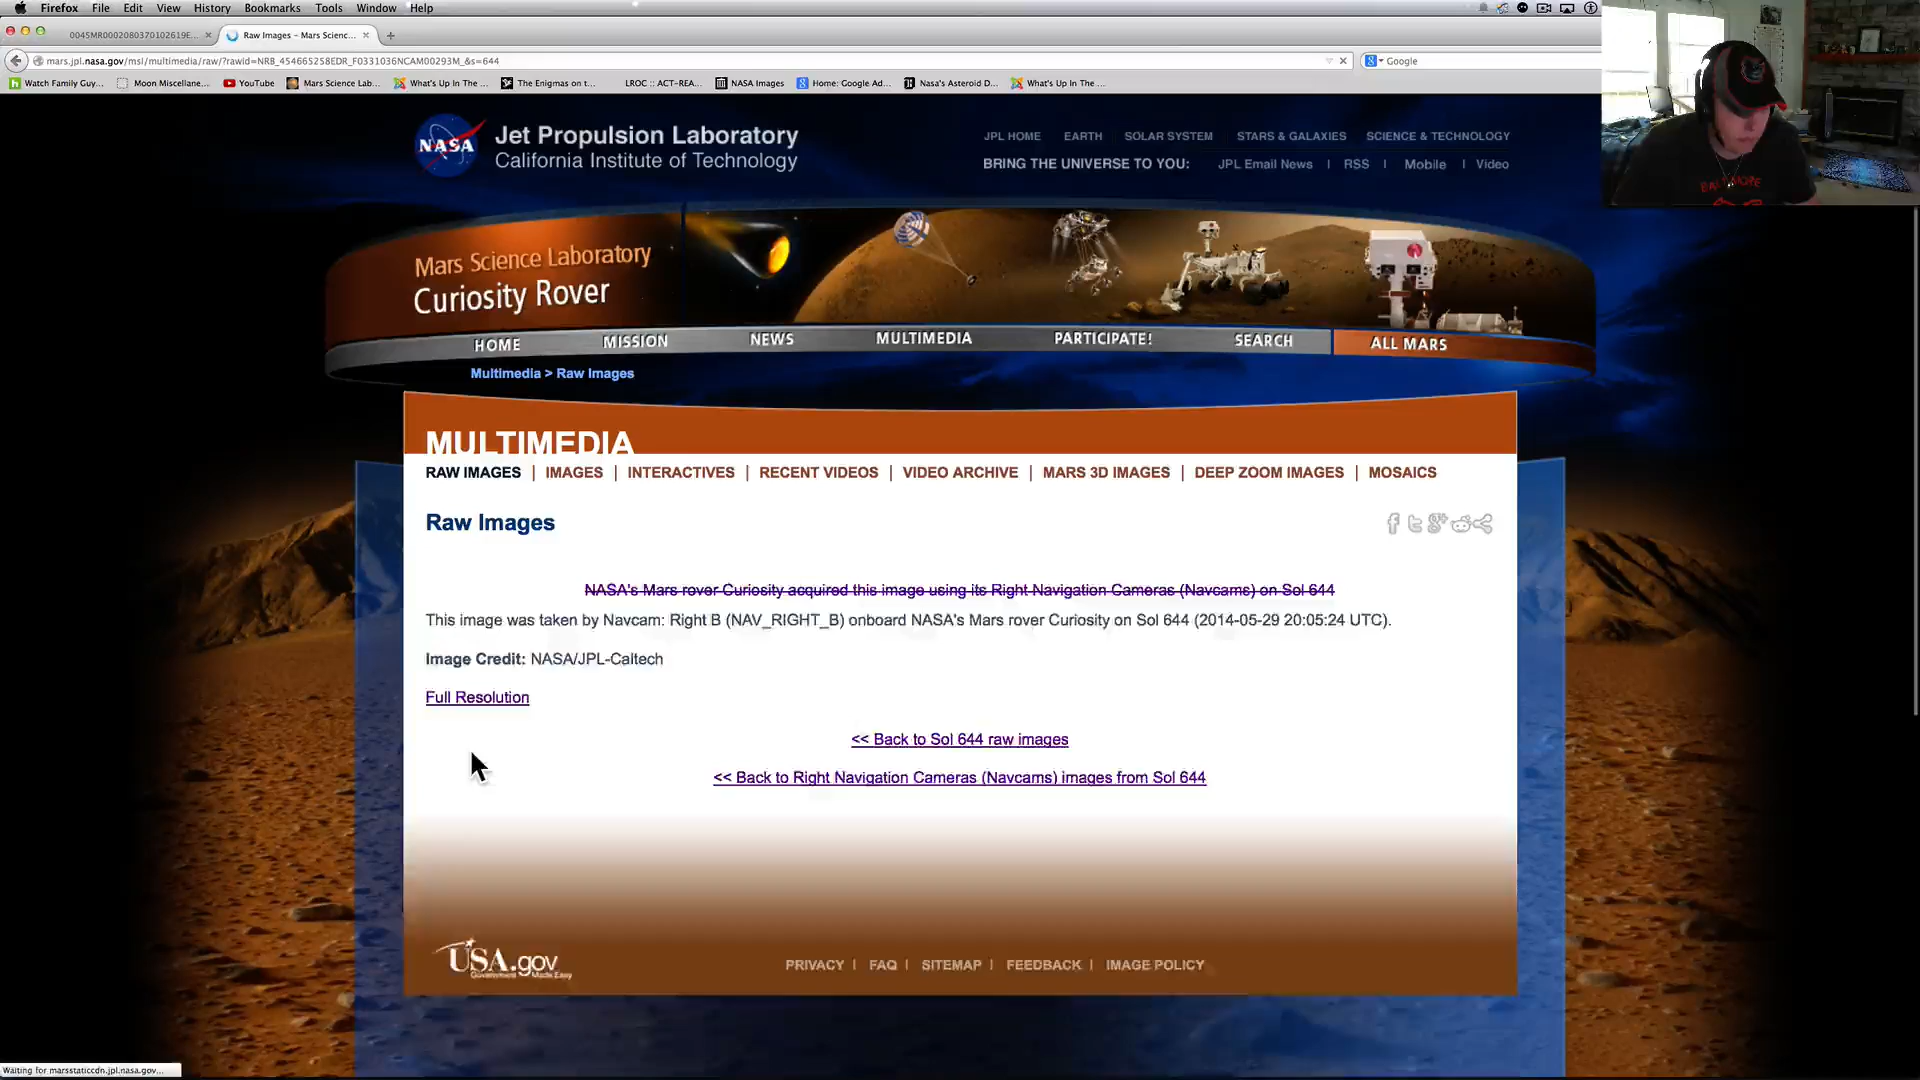 Firefox File Edit View History Bookmarks Tools Window Help
0045MR0002080370102619E...
Raw Images – Mars Scienc...
mars.jpl.nasa.gov/msl/multimedia/raw/?rawid=NRB_454665258EDR_F0331036NCAM00293M_&s=644
Google
Watch Family Guy... Moon Miscellane... YouTube Mars Science Lab... What's Up In The ... The Enigmas on t... LROC :: ACT-REA... NASA Images Home: Google Ad... Nasa's Asteroid D... What's Up In The ...
NASA
Jet Propulsion Laboratory
California Institute of Technology
JPL HOME EARTH SOLAR SYSTEM STARS & GALAXIES SCIENCE & TECHNOLOGY
BRING THE UNIVERSE TO YOU: JPL Email News | RSS | Mobile | Video
Mars Science Laboratory
Curiosity Rover
HOME MISSION NEWS MULTIMEDIA PARTICIPATE! SEARCH ALL MARS
Multimedia > Raw Images
MULTIMEDIA
RAW IMAGES | IMAGES | INTERACTIVES | RECENT VIDEOS | VIDEO ARCHIVE | MARS 3D IMAGES | DEEP ZOOM IMAGES | MOSAICS
Raw Images
NASA's Mars rover Curiosity acquired this image using its Right Navigation Cameras (Navcams) on Sol 644
This image was taken by Navcam: Right B (NAV_RIGHT_B) onboard NASA's Mars rover Curiosity on Sol 644 (2014-05-29 20:05:24 UTC).
Image Credit: NASA/JPL-Caltech
Full Resolution
<< Back to Sol 644 raw images
<< Back to Right Navigation Cameras (Navcams) images from Sol 644
USA.gov
Government Made Easy
PRIVACY | FAQ | SITEMAP | FEEDBACK | IMAGE POLICY
Waiting for marsstaticcdn.jpl.nasa.gov...